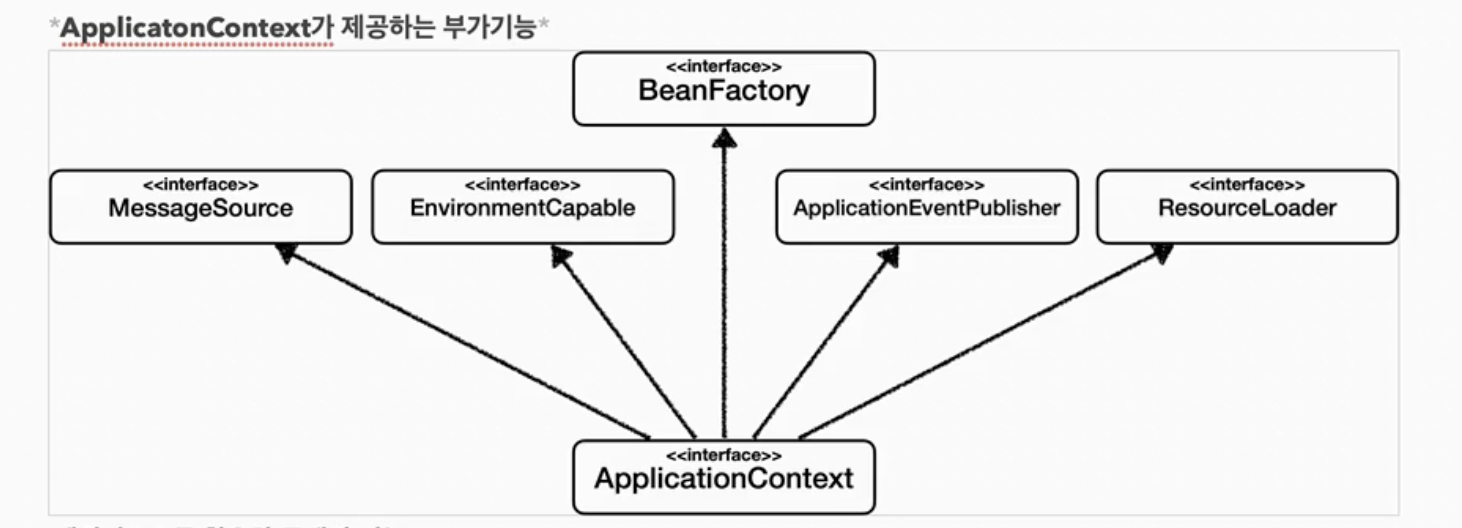 *ApplicatonContext가 제공하는 부가기능*
<<interface>>
BeanFactory
<<interface>>
MessageSource
<<interface>>
EnvironmentCapable
<<interface>>
ApplicationEventPublisher
<<interface>>
ResourceLoader
<<interface>>
ApplicationContext